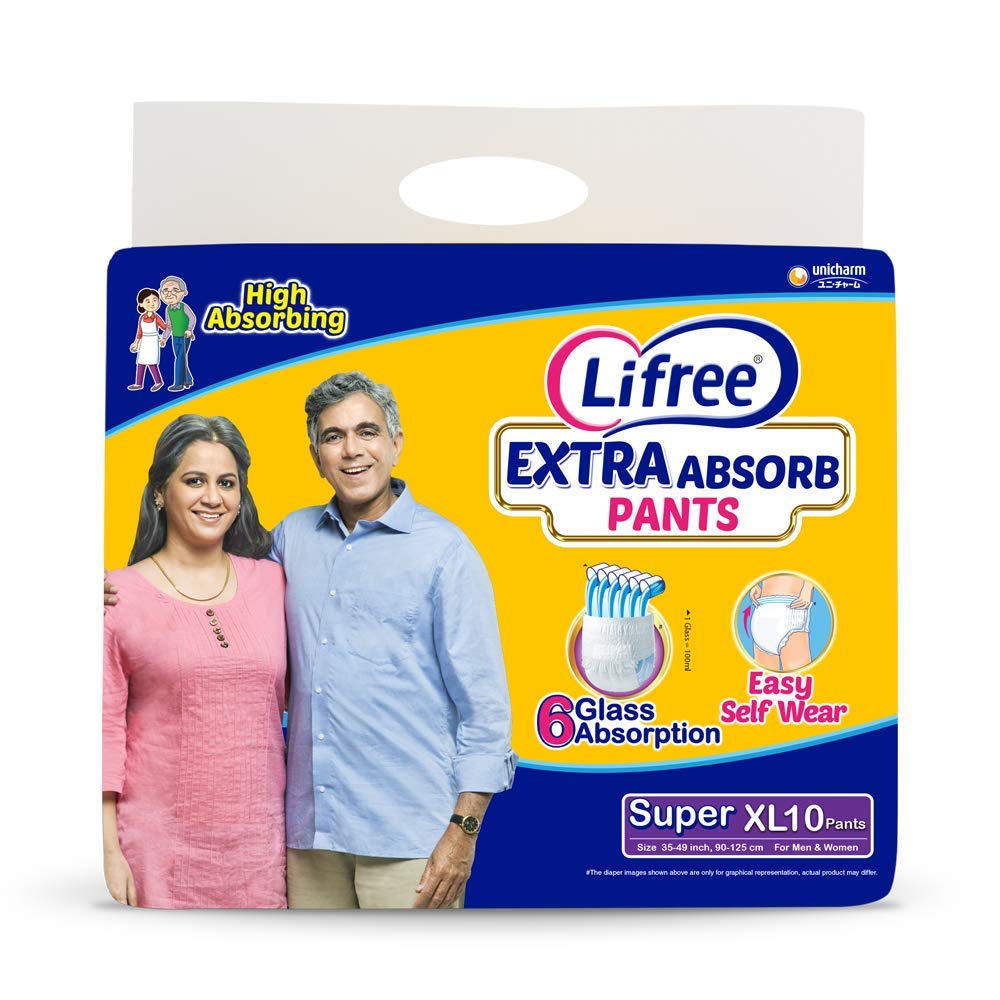 High
Absorbing
unicharm
ユニ・チャーム
Lifree®
EXTRA ABSORB
PANTS
1 Glass = 100ml
6 Glass
Absorption
Easy
Self Wear
Super XL10 Pants
Size 35-49 inch, 90-125 cm For Men & Women
#The diaper images shown above are only for graphical representation, actual product may differ.